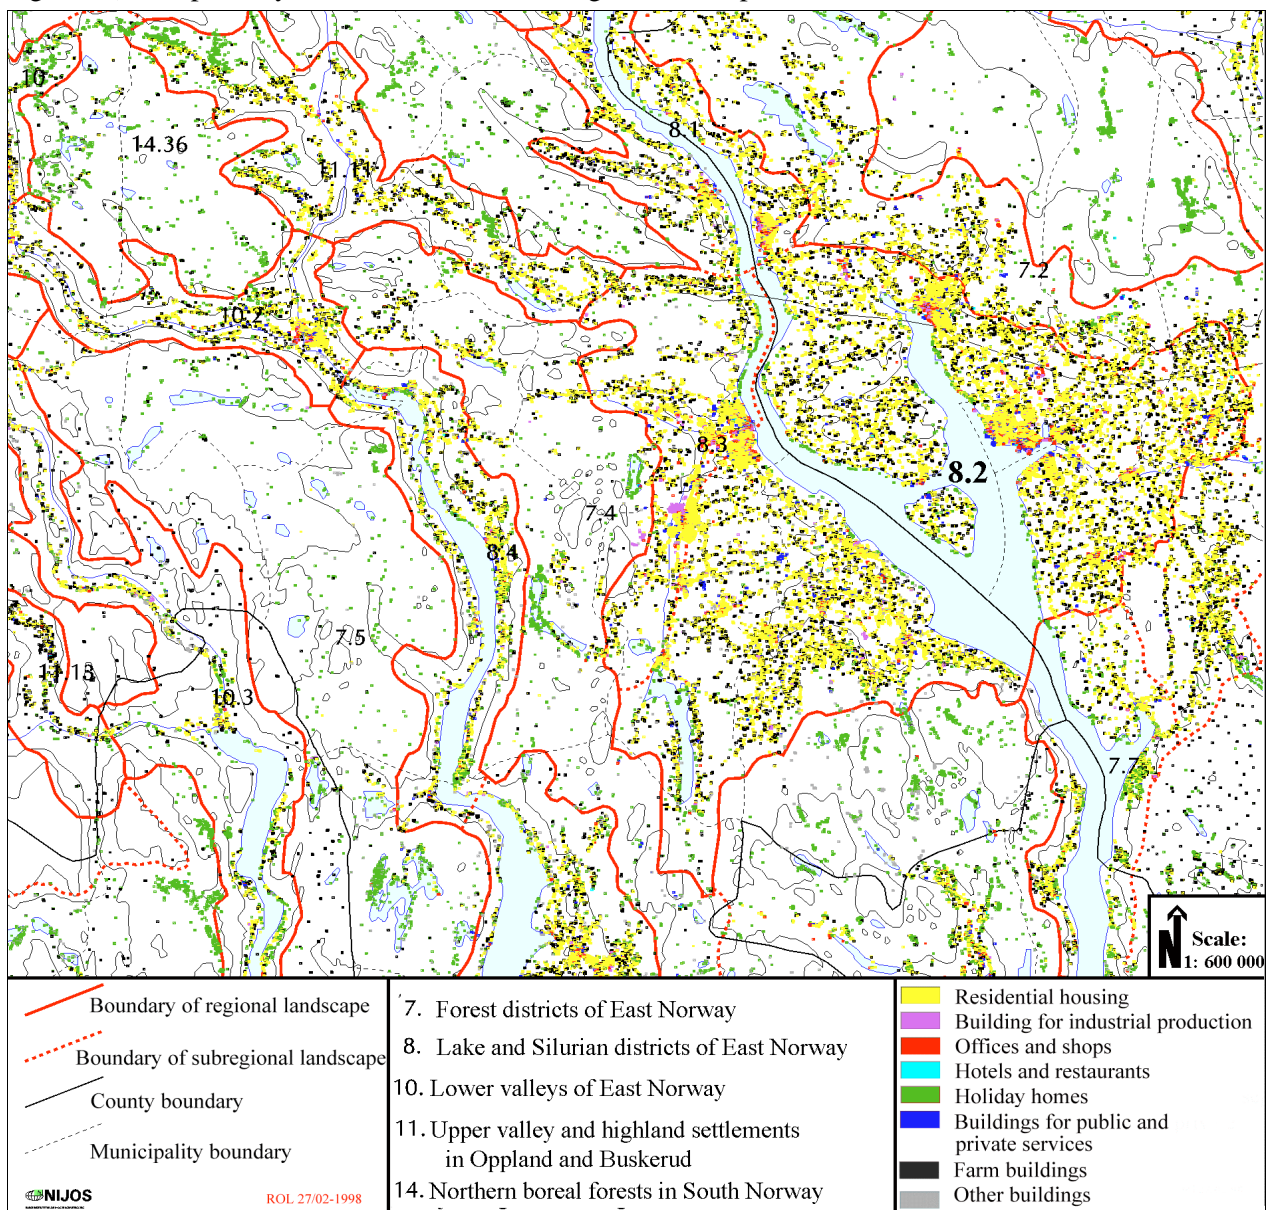 10
14.36
11.11
8.1
7.2
10.2
8.3
8.2
7.4
8.4
7.5
11.13
10.3
7.7
N
Scale:
1: 600 000
Boundary of regional landscape
Boundary of subregional landscape
County boundary
Municipality boundary
NIJOS
ROL 27/02-1998
7. Forest districts of East Norway
8. Lake and Silurian districts of East Norway
10. Lower valleys of East Norway
11. Upper valley and highland settlements
in Oppland and Buskerud
14. Northern boreal forests in South Norway
Residential housing
Building for industrial production
Offices and shops
Hotels and restaurants
Holiday homes
Buildings for public and
private services
Farm buildings
Other buildings